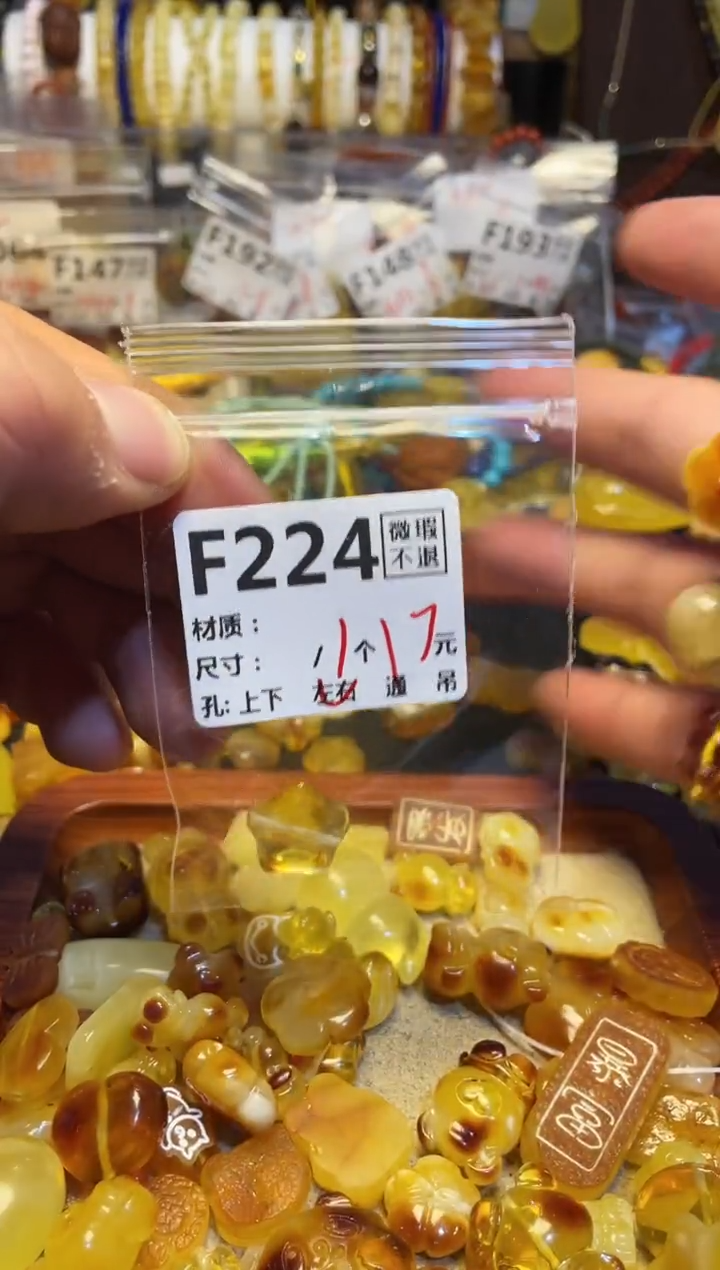 F147
F192
F148
F193
F224 微瑕
不退
材质：
尺寸： / 1个 17元
孔: 上下 左右 通 吊